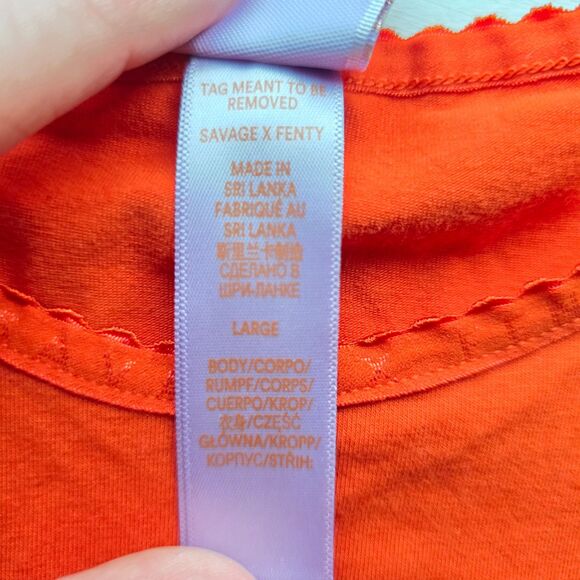 TAG MEANT TO BE
REMOVED
SAVAGE X FENTY
MADE IN
SRI LANKA
FABRIQUÉ AU
SRI LANKA
斯里兰卡制造
СДЕЛАНО В
ШРИ-ЛАНКЕ
LARGE
BODY/CORPO/
RUMPF/CORPS/
CUERPO/KROP/
衣身/CZĘŚĆ
GŁÓWNA/KROPP/
КОРПУС/STŘIH: